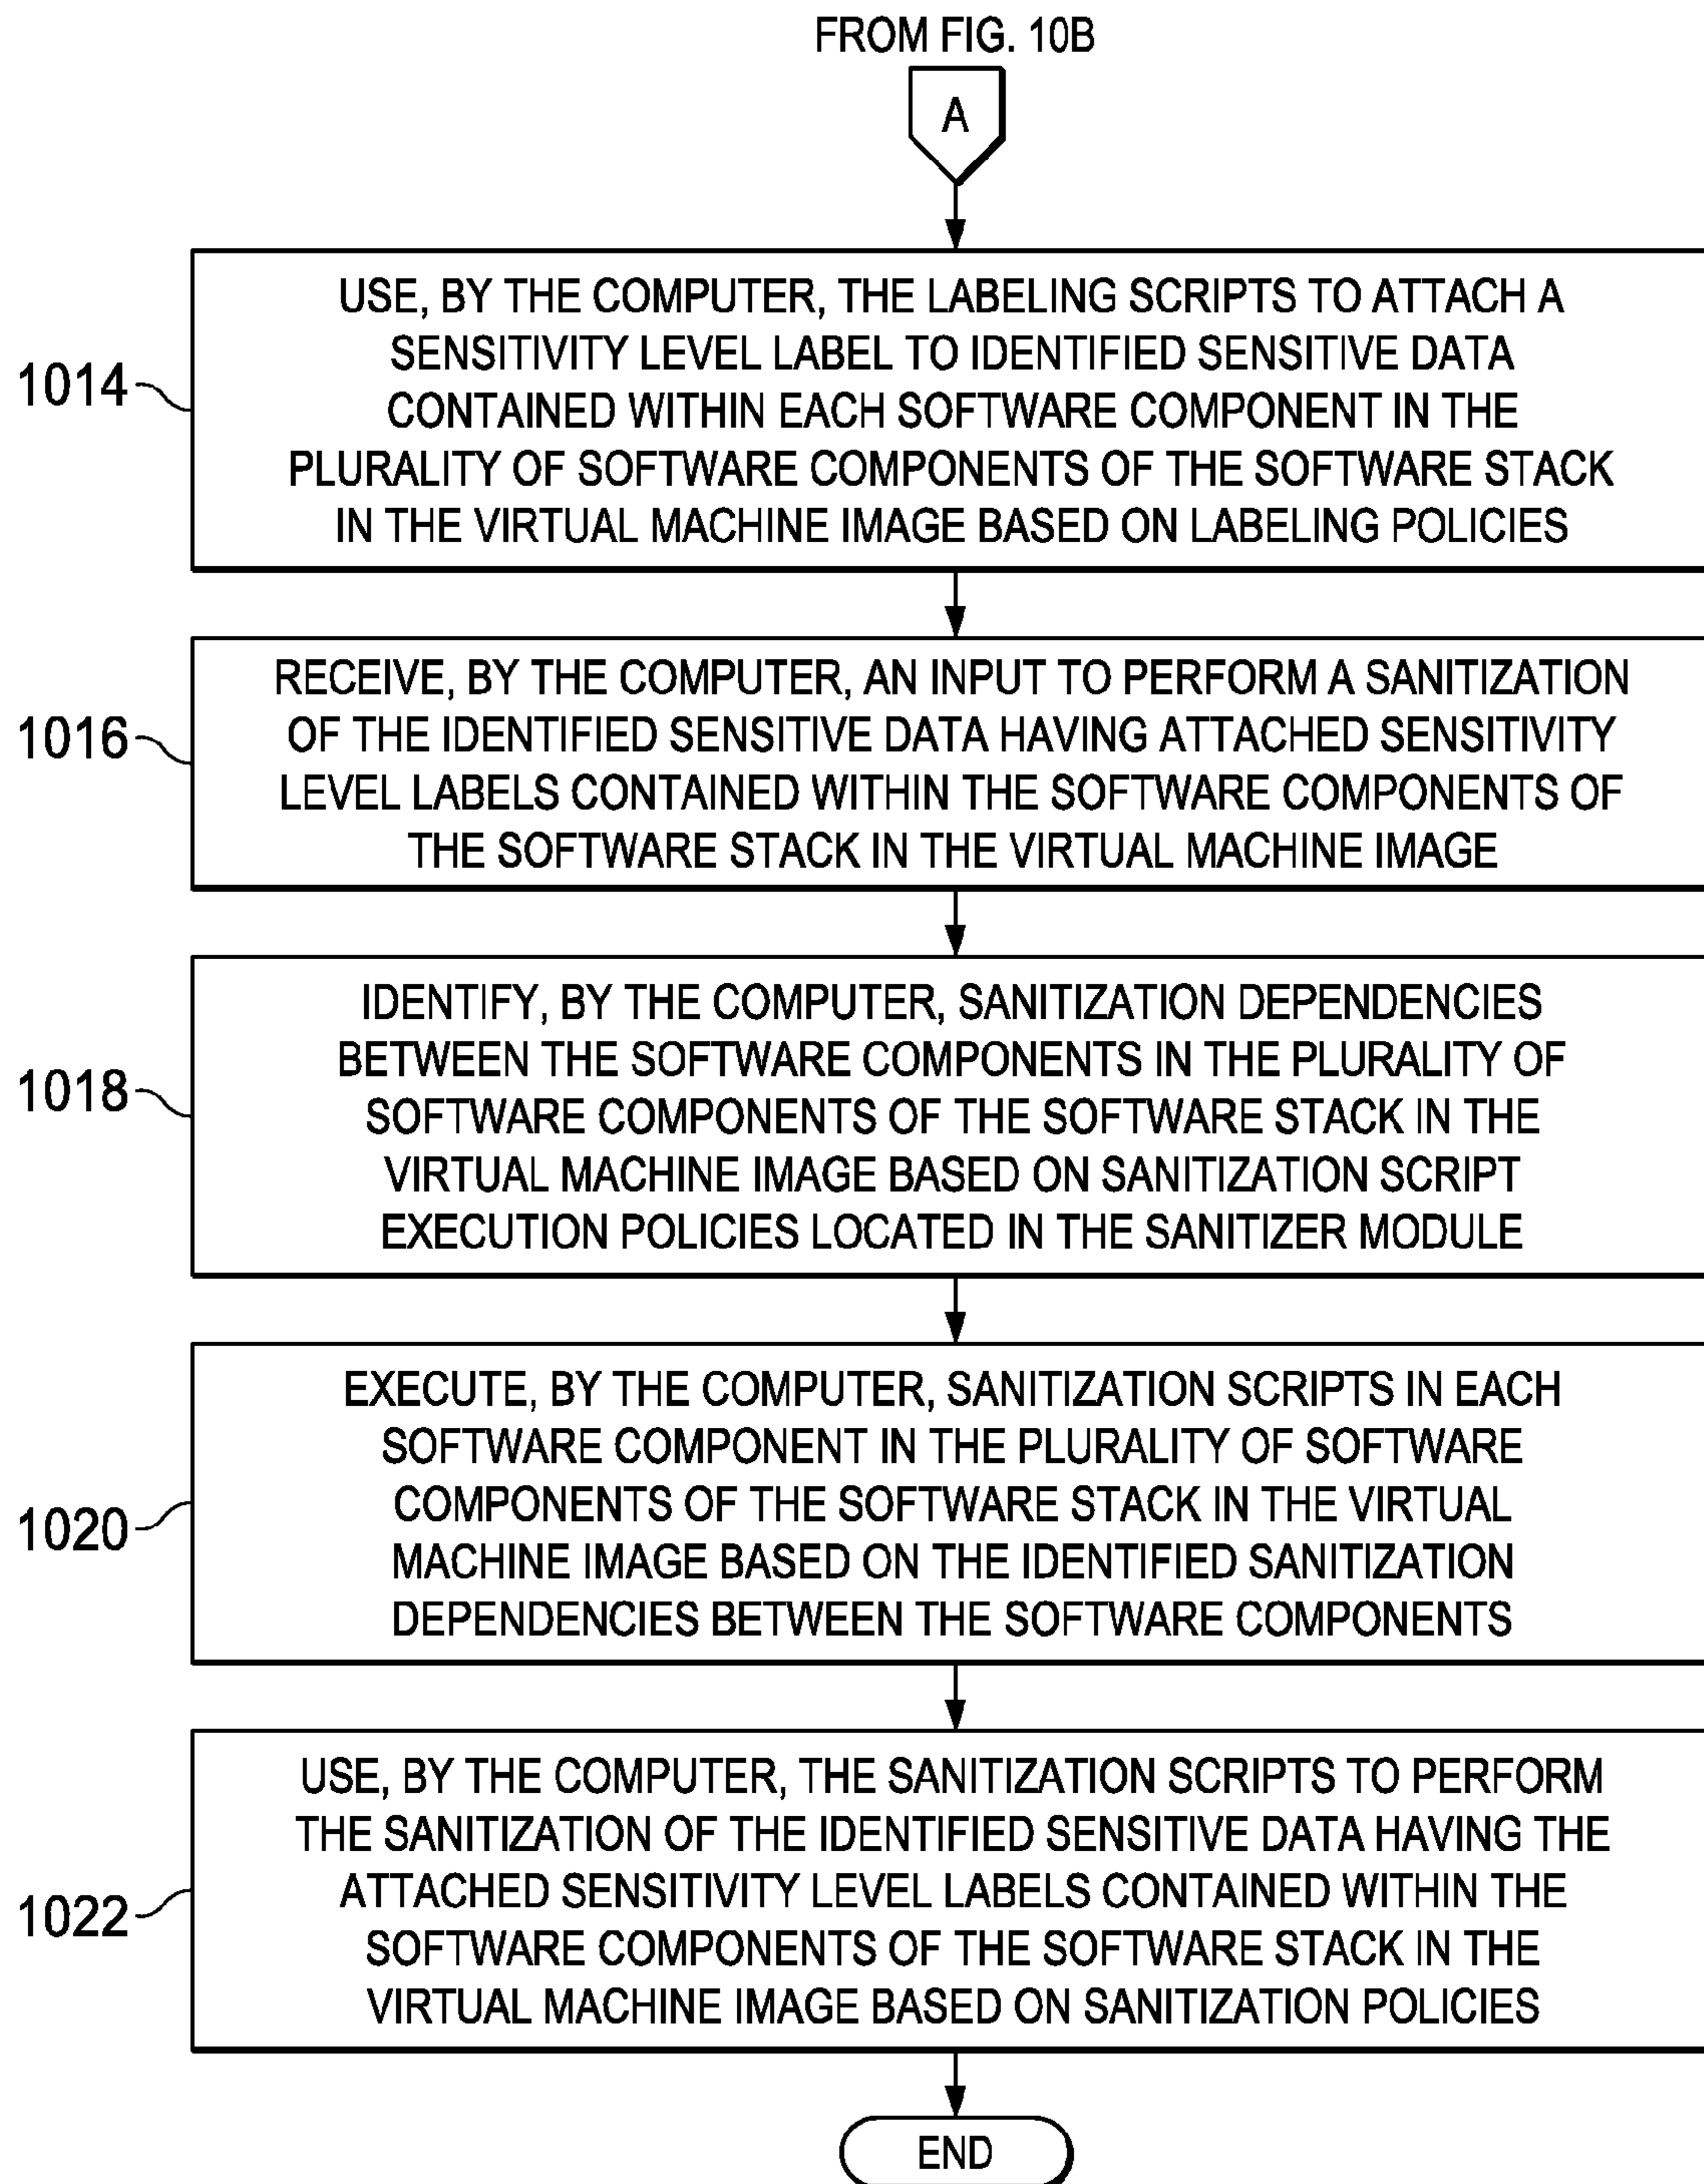 FROM FIG. 10B
A
1014
USE, BY THE COMPUTER, THE LABELING SCRIPTS TO ATTACH A
SENSITIVITY LEVEL LABEL TO IDENTIFIED SENSITIVE DATA
CONTAINED WITHIN EACH SOFTWARE COMPONENT IN THE
PLURALITY OF SOFTWARE COMPONENTS OF THE SOFTWARE STACK
IN THE VIRTUAL MACHINE IMAGE BASED ON LABELING POLICIES
1016
RECEIVE, BY THE COMPUTER, AN INPUT TO PERFORM A SANITIZATION
OF THE IDENTIFIED SENSITIVE DATA HAVING ATTACHED SENSITIVITY
LEVEL LABELS CONTAINED WITHIN THE SOFTWARE COMPONENTS OF
THE SOFTWARE STACK IN THE VIRTUAL MACHINE IMAGE
1018
IDENTIFY, BY THE COMPUTER, SANITIZATION DEPENDENCIES
BETWEEN THE SOFTWARE COMPONENTS IN THE PLURALITY OF
SOFTWARE COMPONENTS OF THE SOFTWARE STACK IN THE
VIRTUAL MACHINE IMAGE BASED ON SANITIZATION SCRIPT
EXECUTION POLICIES LOCATED IN THE SANITIZER MODULE
1020
EXECUTE, BY THE COMPUTER, SANITIZATION SCRIPTS IN EACH
SOFTWARE COMPONENT IN THE PLURALITY OF SOFTWARE
COMPONENTS OF THE SOFTWARE STACK IN THE VIRTUAL
MACHINE IMAGE BASED ON THE IDENTIFIED SANITIZATION
DEPENDENCIES BETWEEN THE SOFTWARE COMPONENTS
1022
USE, BY THE COMPUTER, THE SANITIZATION SCRIPTS TO PERFORM
THE SANITIZATION OF THE IDENTIFIED SENSITIVE DATA HAVING THE
ATTACHED SENSITIVITY LEVEL LABELS CONTAINED WITHIN THE
SOFTWARE COMPONENTS OF THE SOFTWARE STACK IN THE
VIRTUAL MACHINE IMAGE BASED ON SANITIZATION POLICIES
END